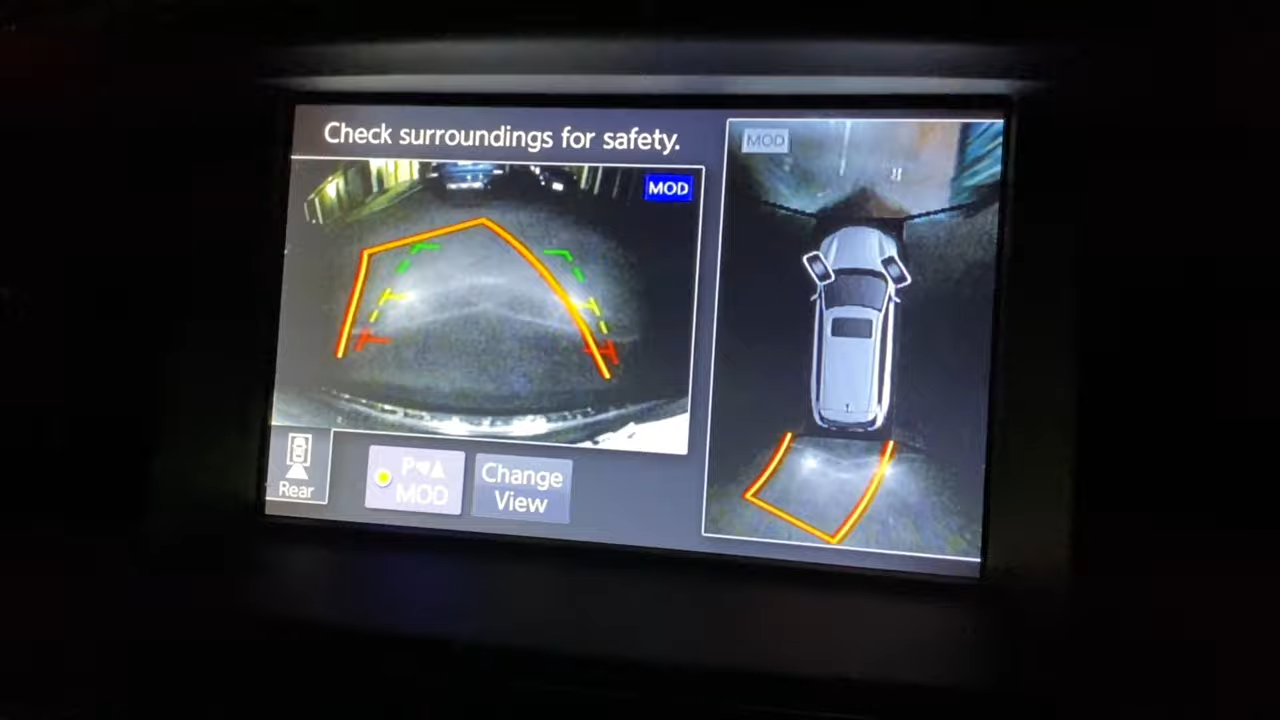 Check surroundings for safety.
MOD
MOD
Rear
P
MOD
Change
View